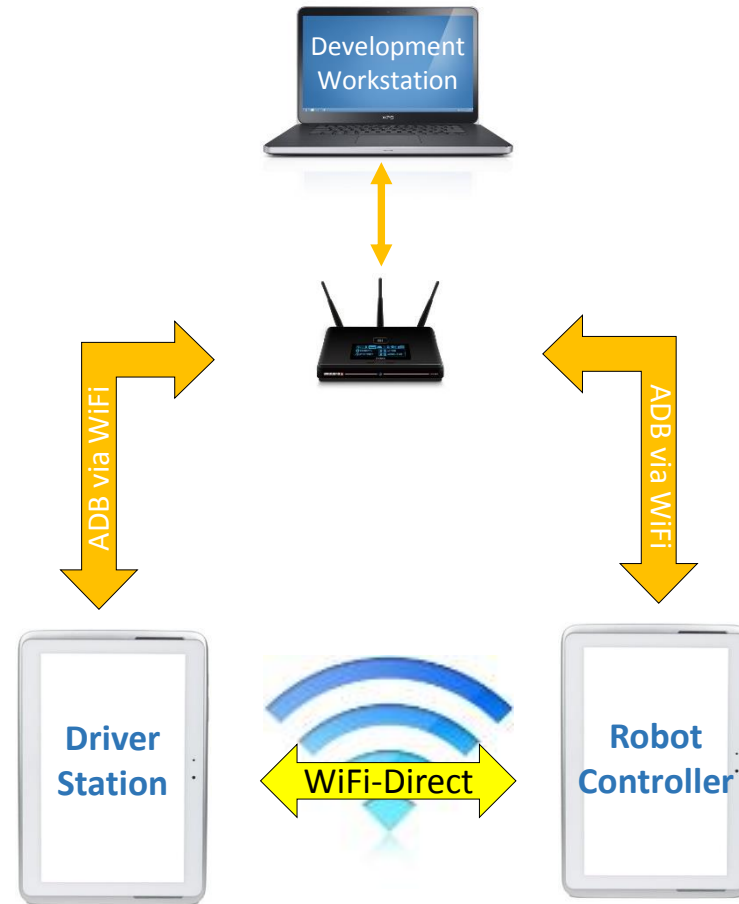 Development
Workstation
ADB via WiFi
ADB via WiFi
Driver
Station
WiFi-Direct
Robot
Controller